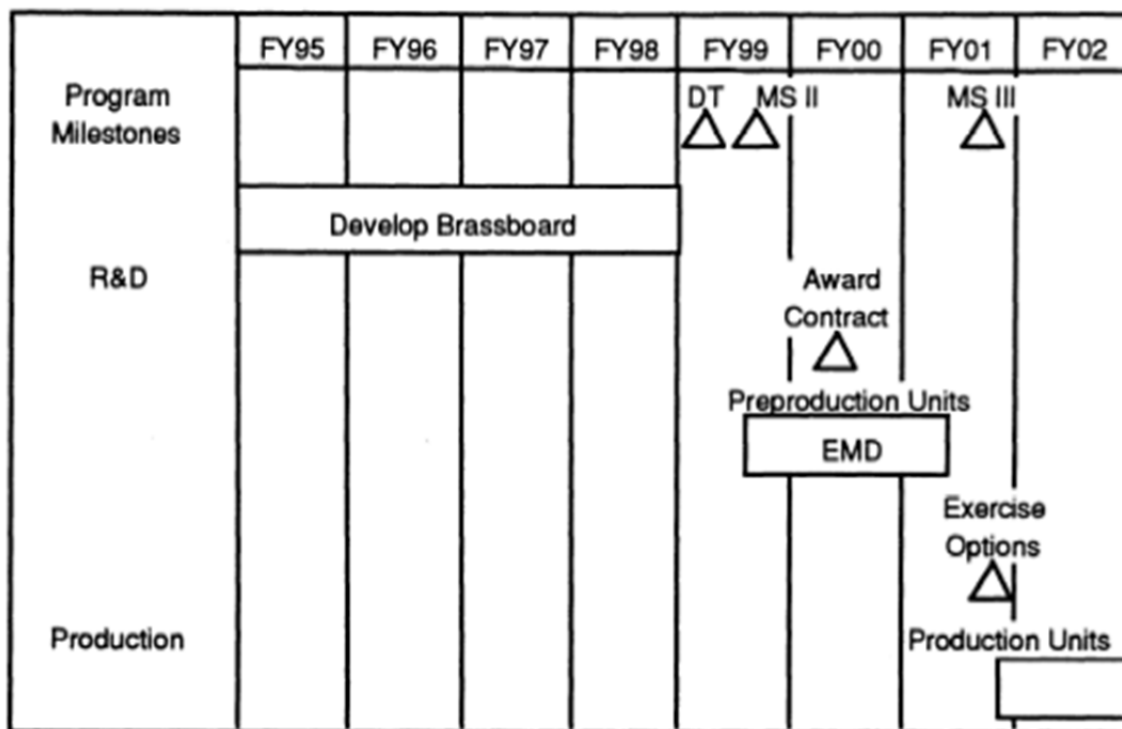 FY95 FY96 FY97 FY98 FY99 FY00 FY01 FY02
Program
Milestones
DT MS II MS III
Develop Brassboard
R&D
Award
Contract
Preproduction Units
EMD
Exercise
Options
Production
Production Units